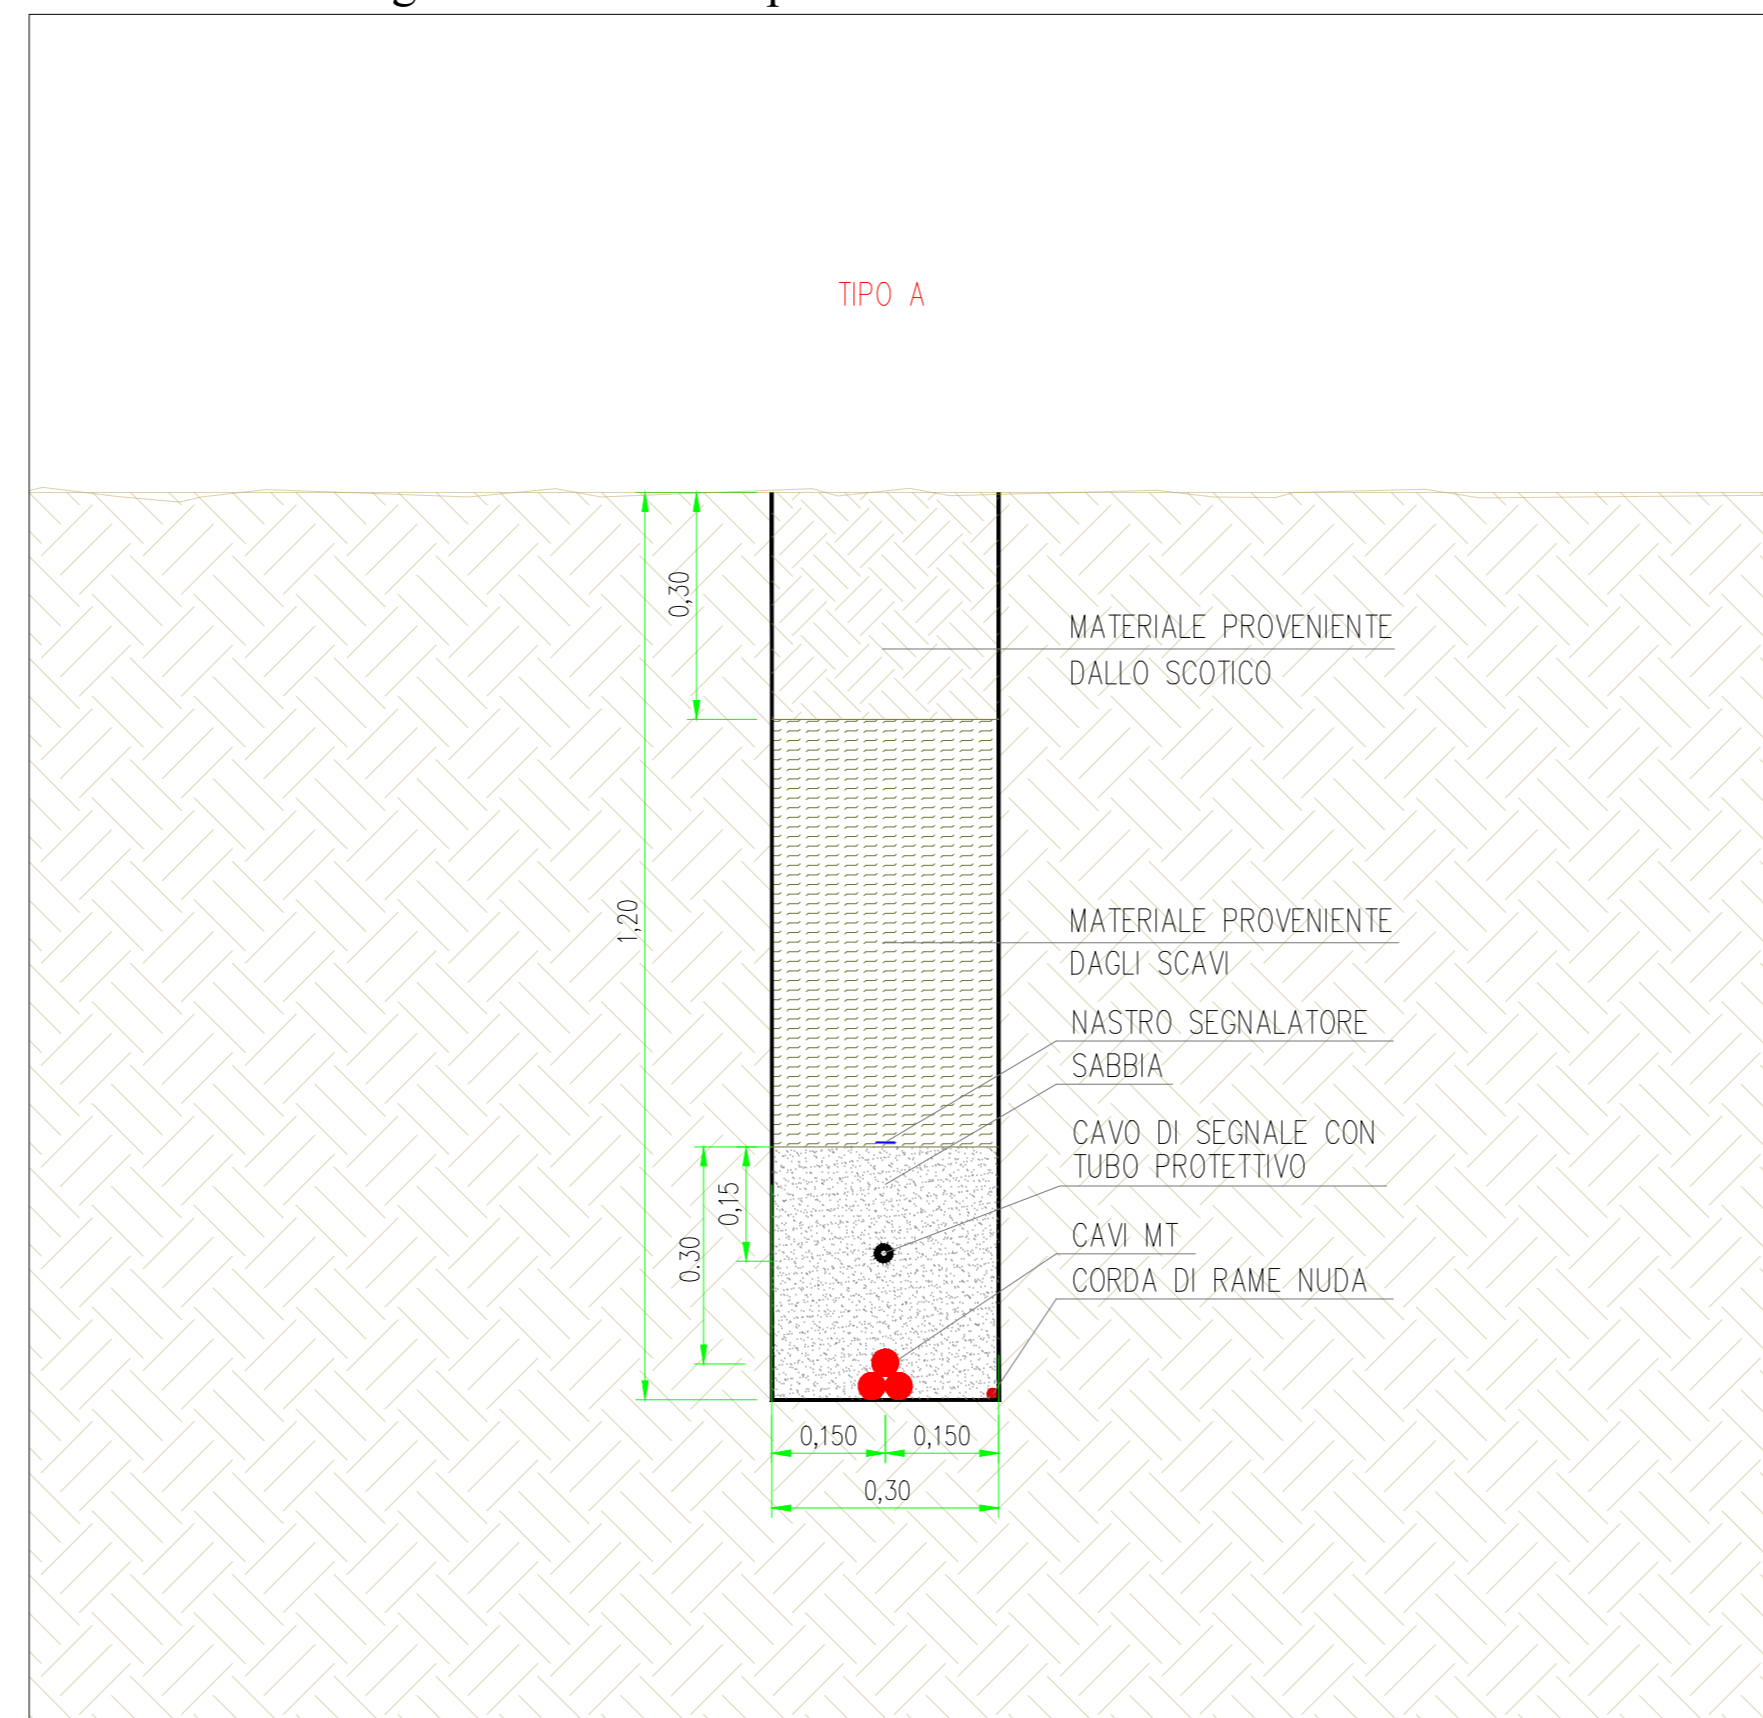 TIPO A
0,30
MATERIALE PROVENIENTE
DALLO SCOTICO
1,20
MATERIALE PROVENIENTE
DAGLI SCAVI
NASTRO SEGNALATORE
SABBIA
CAVO DI SEGNALE CON
TUBO PROTETTIVO
0,15
0.30
CAVI MT
CORDA DI RAME NUDA
0,150 0,150
0,30